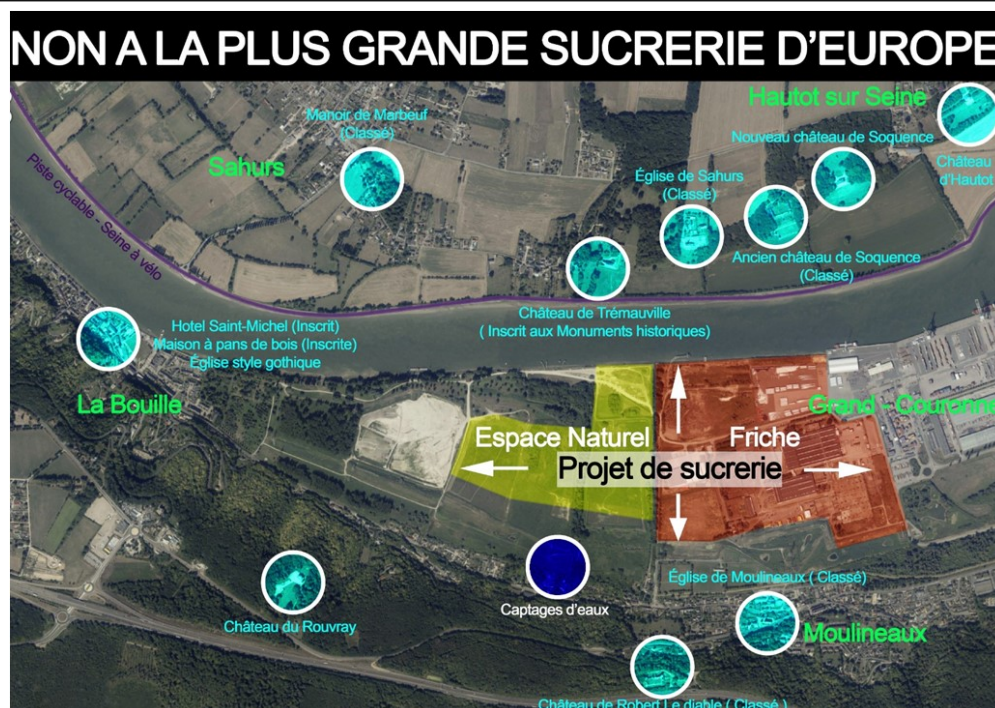 NON A LA PLUS GRANDE SUCRERIE D'EUROPE
Hautot sur Seine
Manoir de Marbeuf
(Classé)
Nouveau château de Soquence
Sahurs
Château
d'Hautot
Église de Sahurs
(Classé)
Piste cyclable - Seine à vélo
Ancien château de Soquence
(Classé)
Château de Trémauville
( Inscrit aux Monuments historiques)
Hotel Saint-Michel (Inscrit)
Maison à pans de bois (Inscrite)
Église style gothique
La Bouille
Grand - Couronne
Espace Naturel
Friche
Projet de sucrerie
Captages d'eaux
Église de Moulineaux ( Classé)
Château du Rouvray
Moulineaux
Château de Robert Le diable ( Classé )